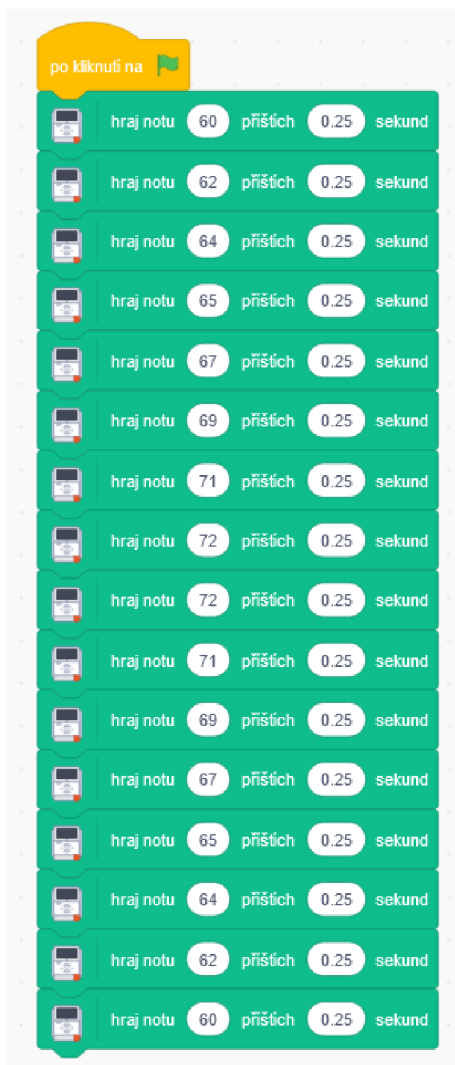 po kliknutí na
hraj notu 60 příštích 0.25 sekund
hraj notu 62 příštích 0.25 sekund
hraj notu 64 příštích 0.25 sekund
hraj notu 65 příštích 0.25 sekund
hraj notu 67 příštích 0.25 sekund
hraj notu 69 příštích 0.25 sekund
hraj notu 71 příštích 0.25 sekund
hraj notu 72 příštích 0.25 sekund
hraj notu 72 příštích 0.25 sekund
hraj notu 71 příštích 0.25 sekund
hraj notu 69 příštích 0.25 sekund
hraj notu 67 příštích 0.25 sekund
hraj notu 65 příštích 0.25 sekund
hraj notu 64 příštích 0.25 sekund
hraj notu 62 příštích 0.25 sekund
hraj notu 60 příštích 0.25 sekund